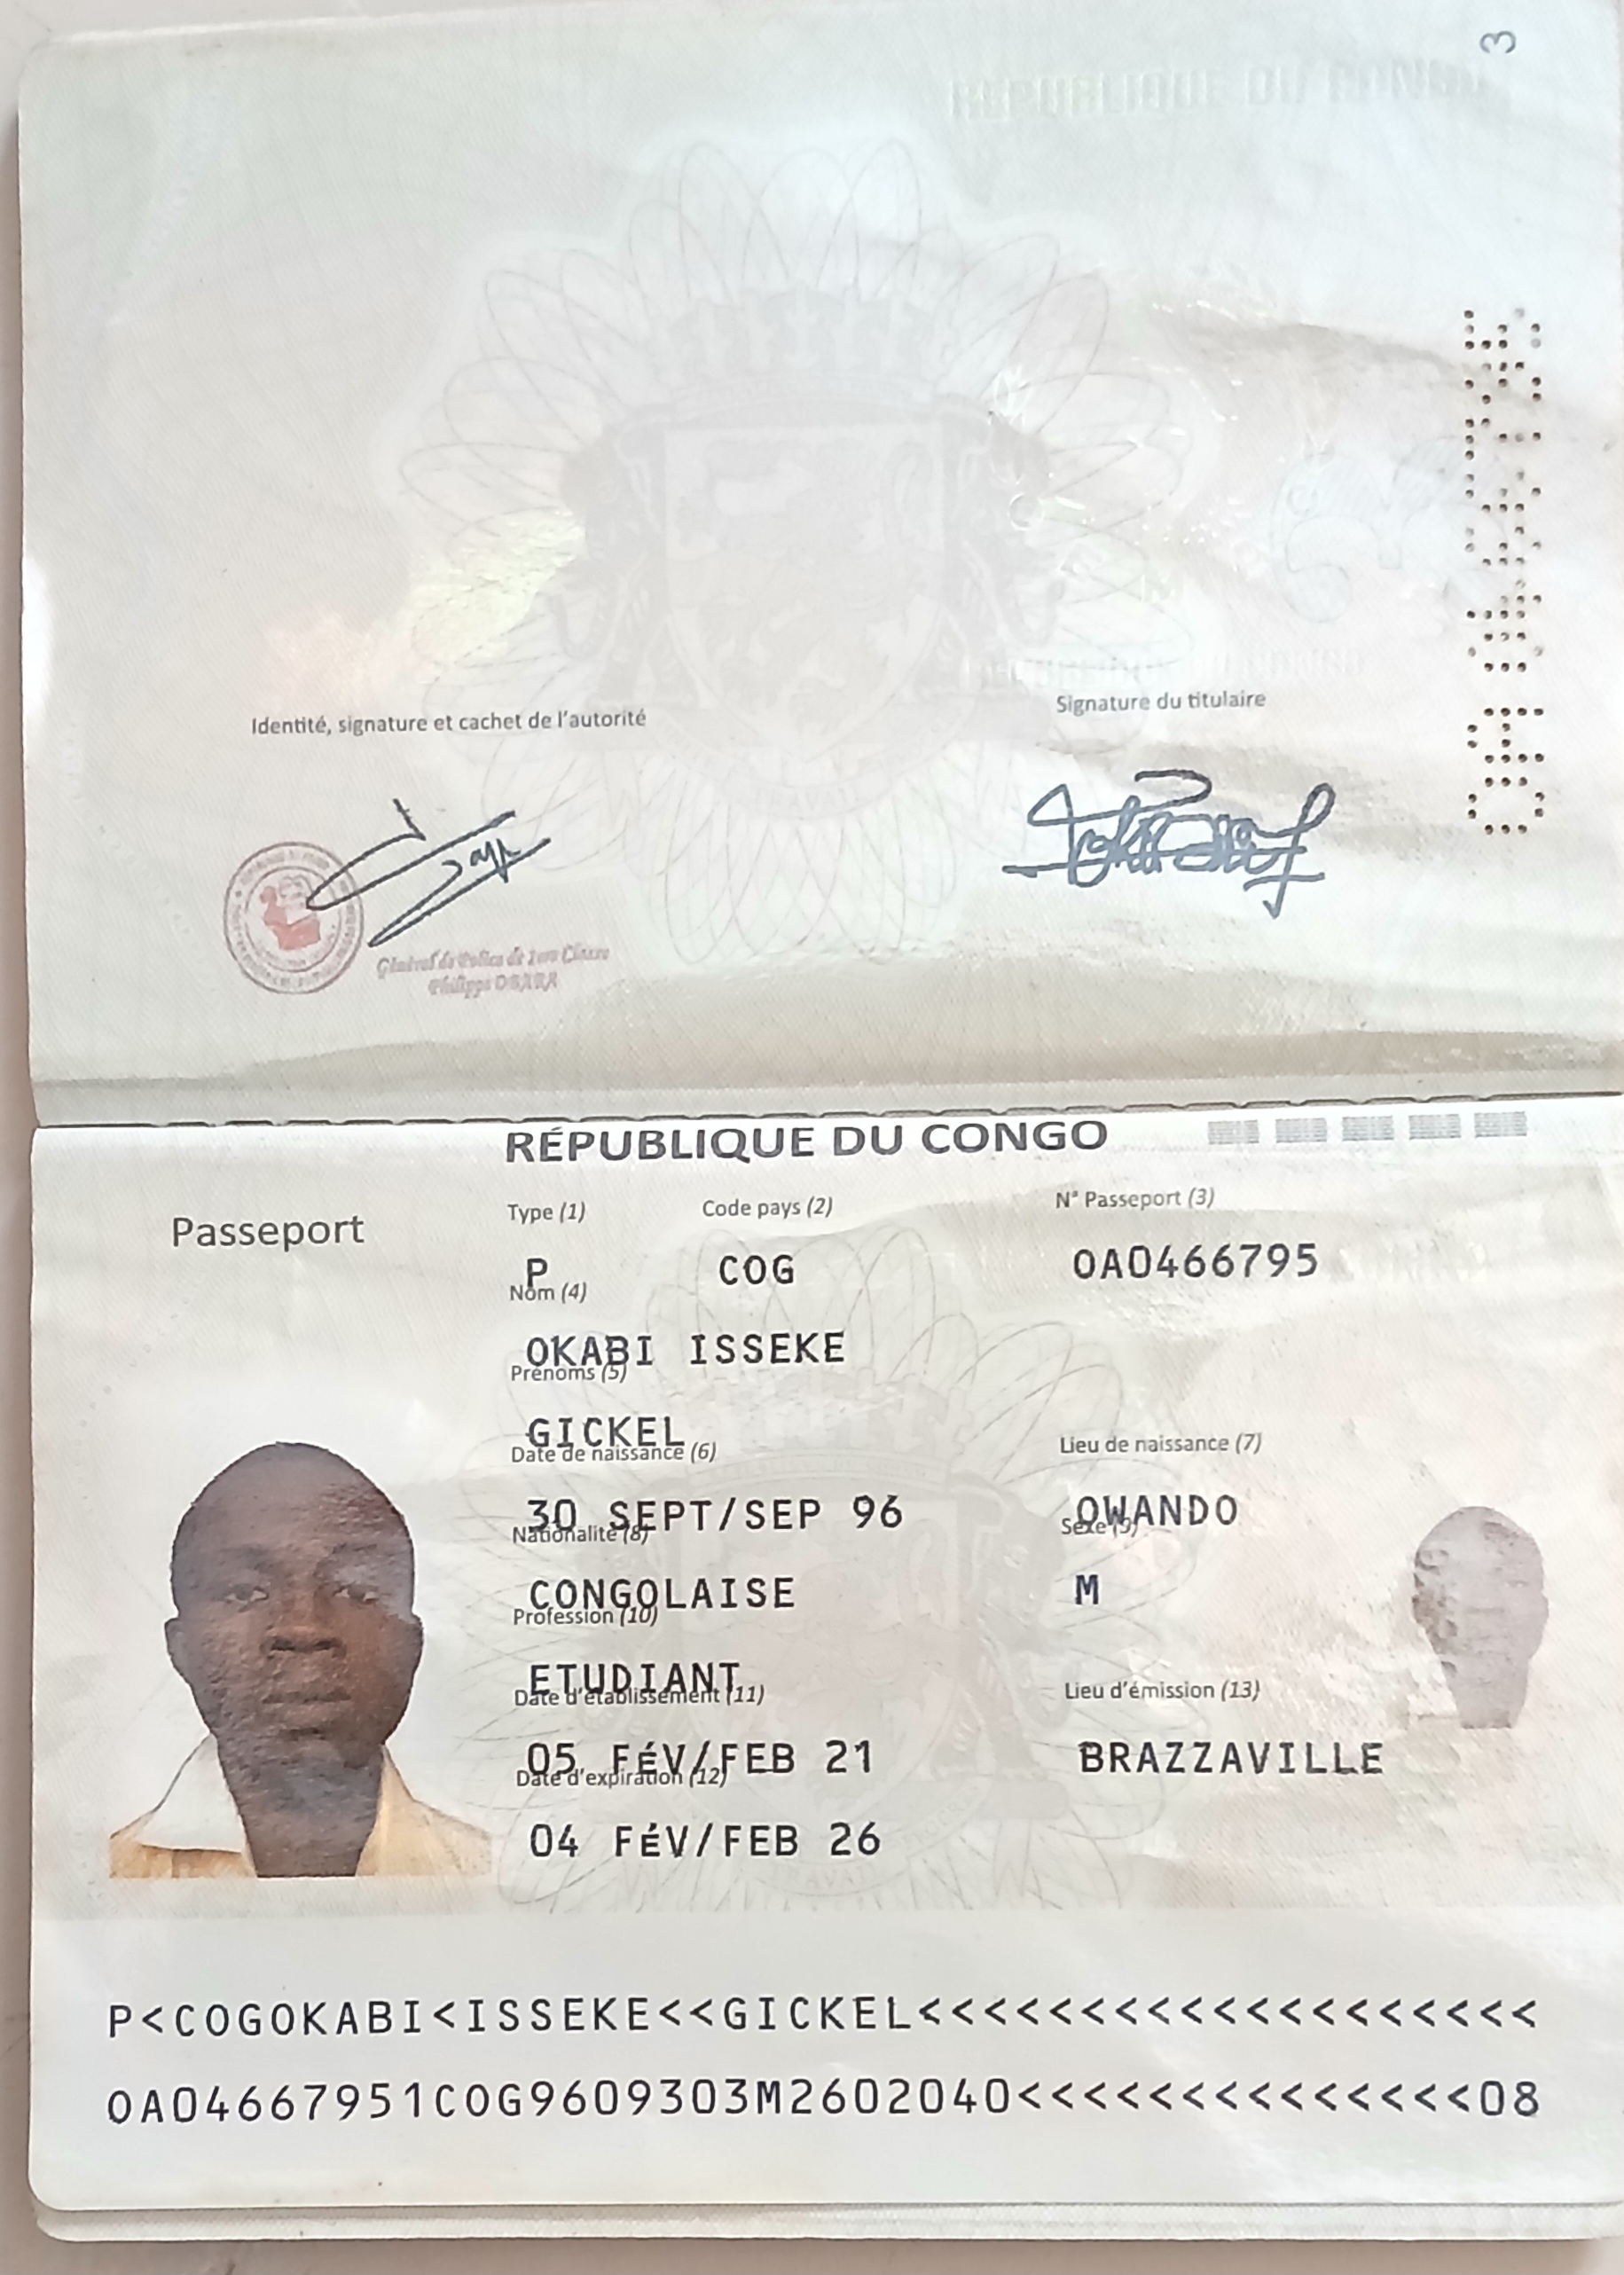 3
REPUBLIQUE DU CONGO
Signature du titulaire
Identité, signature et cachet de l'autorité
Général de Police de 1ère Classe
Philippe OBARA
RÉPUBLIQUE DU CONGO
Passeport
Type (1) Code pays (2) N° Passeport (3)
P COG 0A0466795
Nom (4)
OKABI ISSEKE
Prénoms (5)
GICKEL
Date de naissance (6) Lieu de naissance (7)
30 SEPT/SEP 96 OWANDO
Nationalité (8) Sexe (9)
CONGOLAISE M
Profession (10)
ETUDIANT
Date d'établissement (11) Lieu d'émission (13)
05 FéV/FEB 21 BRAZZAVILLE
Date d'expiration (12)
04 FéV/FEB 26
P<COGOKABI<ISSEKE<<GICKEL<<<<<<<<<<<<<<<<<<<
0A04667951COG9609303M2602040<<<<<<<<<<<<<<08